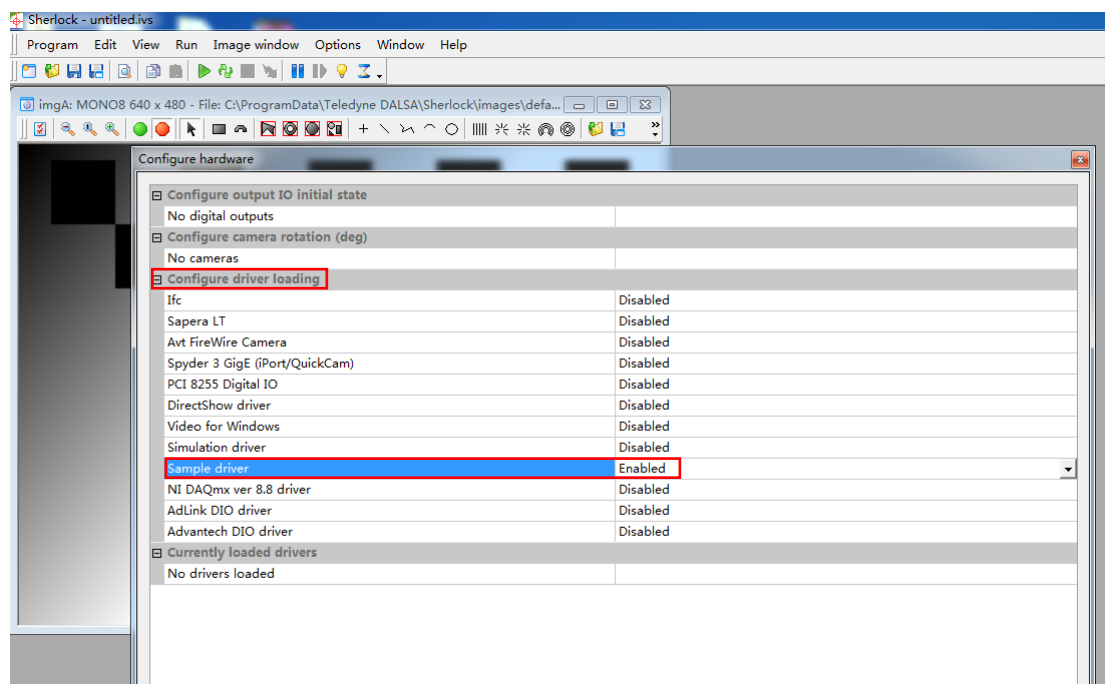 Sherlock - untitled.ivs
Program Edit View Run Image window Options Window Help
imgA: MONO8 640 x 480 - File: C:\ProgramData\Teledyne DALSA\Sherlock\images\defa...
Configure hardware
Configure output IO initial state
No digital outputs
Configure camera rotation (deg)
No cameras
Configure driver loading
Ifc Disabled
Sapera LT Disabled
Avt FireWire Camera Disabled
Spyder 3 GigE (iPort/QuickCam) Disabled
PCI 8255 Digital IO Disabled
DirectShow driver Disabled
Video for Windows Disabled
Simulation driver Disabled
Sample driver Enabled
NI DAQmx ver 8.8 driver Disabled
AdLink DIO driver Disabled
Advantech DIO driver Disabled
Currently loaded drivers
No drivers loaded